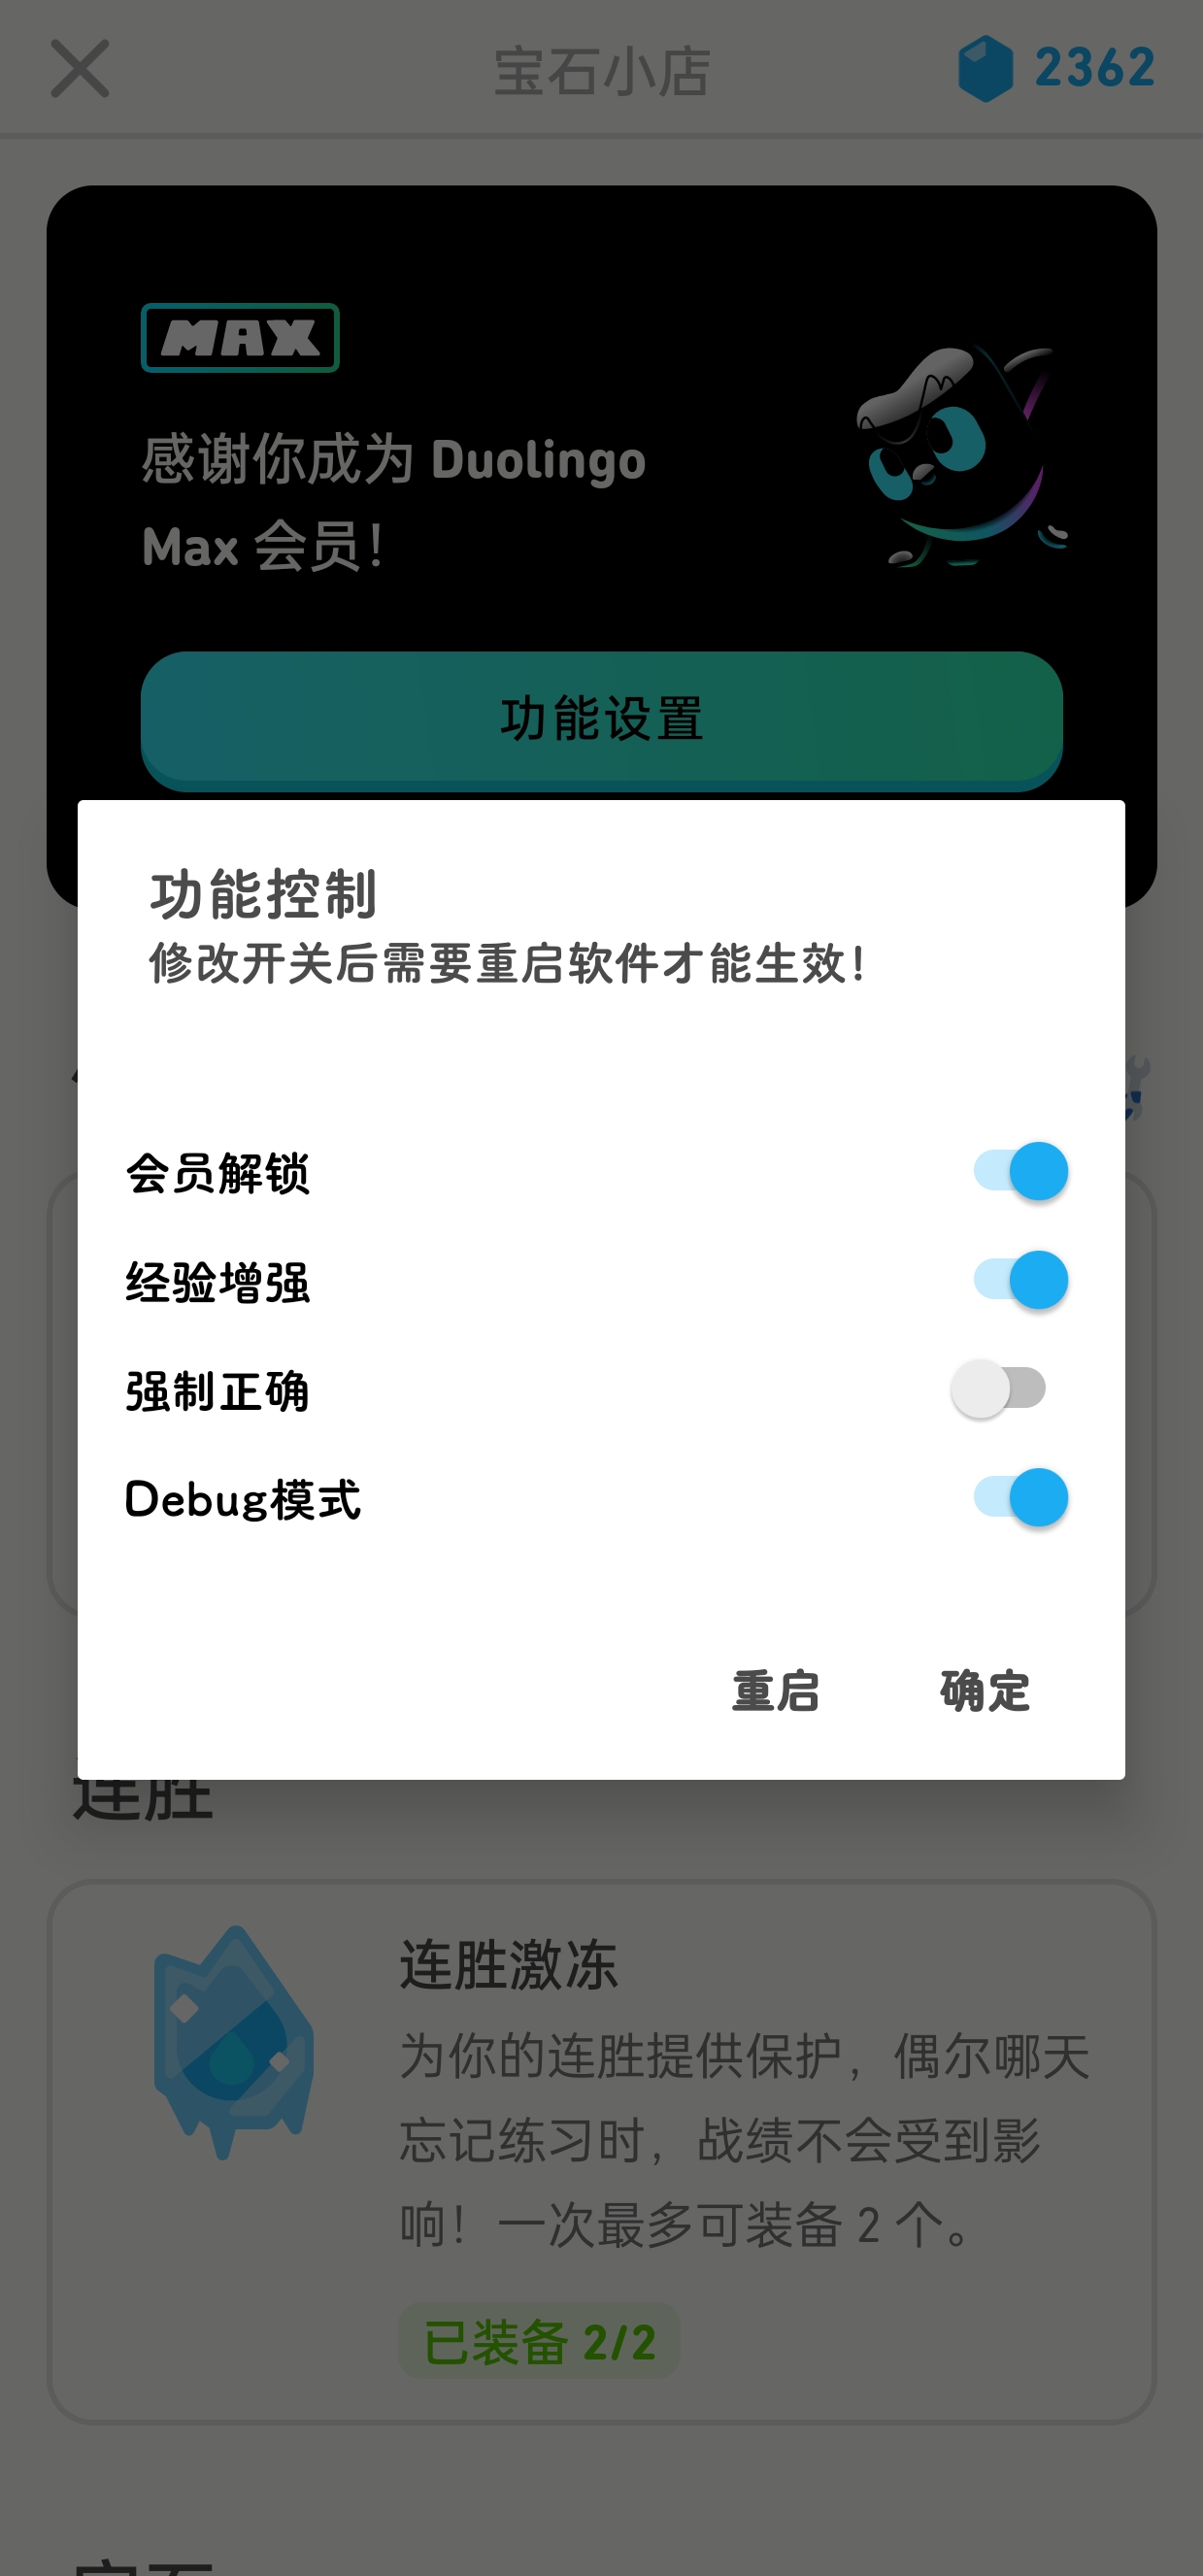 宝石小店
2362
MAX
感谢你成为 Duolingo
Max 会员！
功能设置
功能控制
修改开关后需要重启软件才能生效！
会员解锁
经验增强
强制正确
Debug模式
重启
确定
连胜
连胜激冻
为你的连胜提供保护，偶尔哪天
忘记练习时，战绩不会受到影
响！一次最多可装备 2 个。
已装备 2/2